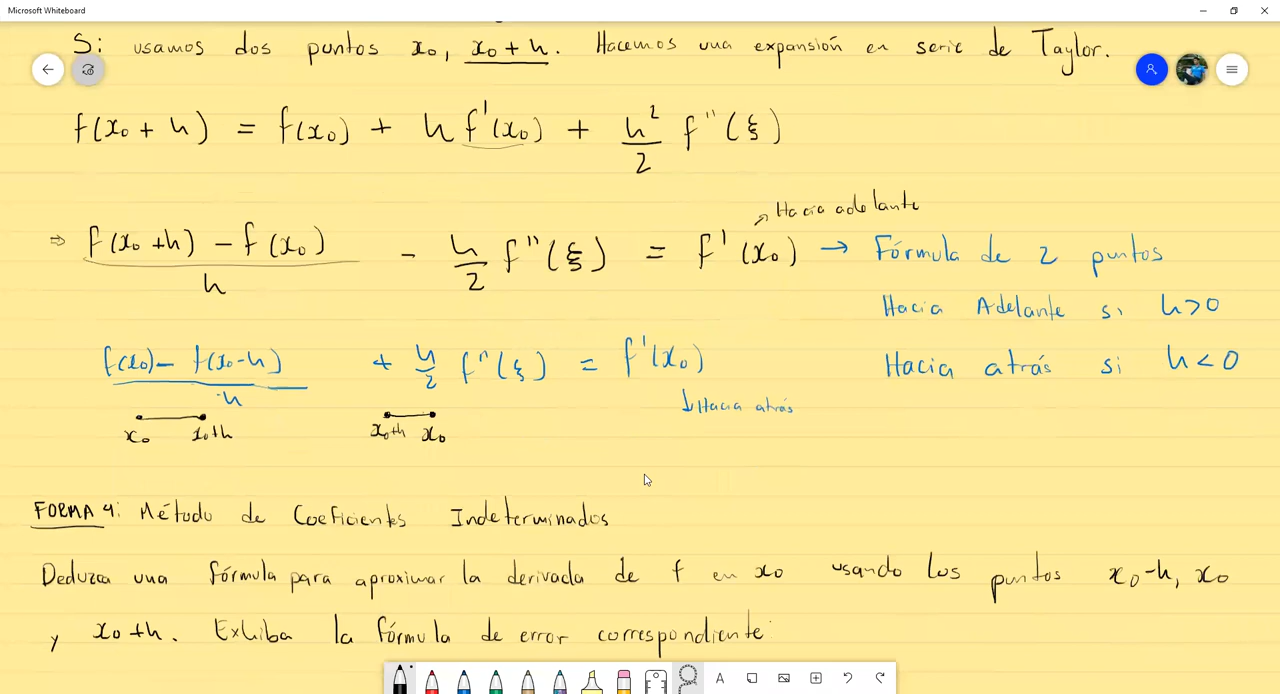 Microsoft Whiteboard
Si usamos dos puntos x₀, x₀+h. Hacemos una expansión en serie de Taylor.
f(x₀+h) = f(x₀) + h f'(x₀) + h²/2 f''(ξ)
↗ Hacia adelante
⇒ (f(x₀+h) - f(x₀))/h - h/2 f''(ξ) = f'(x₀) → Fórmula de 2 puntos
Hacia Adelante si h>0
(f(x₀) - f(x₀-h))/h + h/2 f''(ξ) = f'(x₀)
Hacia atrás si h<0
↓ Hacia atrás
x₀ x₀+h x₀+h x₀
FORMA 4: Método de Coeficientes Indeterminados
Deduzca una fórmula para aproximar la derivada de f en x₀ usando los puntos x₀-h, x₀
y x₀+h. Exhiba la fórmula de error correspondiente:
A